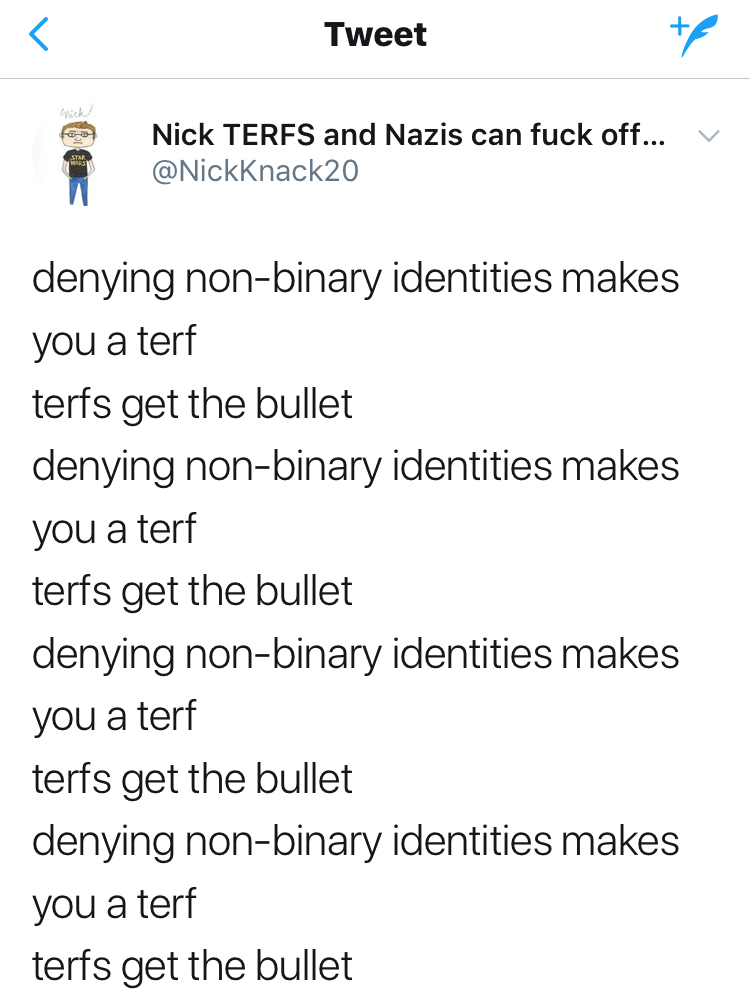 Tweet
Nick TERFS and Nazis can fuck off...
@NickKnack20
nick
STAR
WARS
denying non-binary identities makes
you a terf
terfs get the bullet
denying non-binary identities makes
you a terf
terfs get the bullet
denying non-binary identities makes
you a terf
terfs get the bullet
denying non-binary identities makes
you a terf
terfs get the bullet